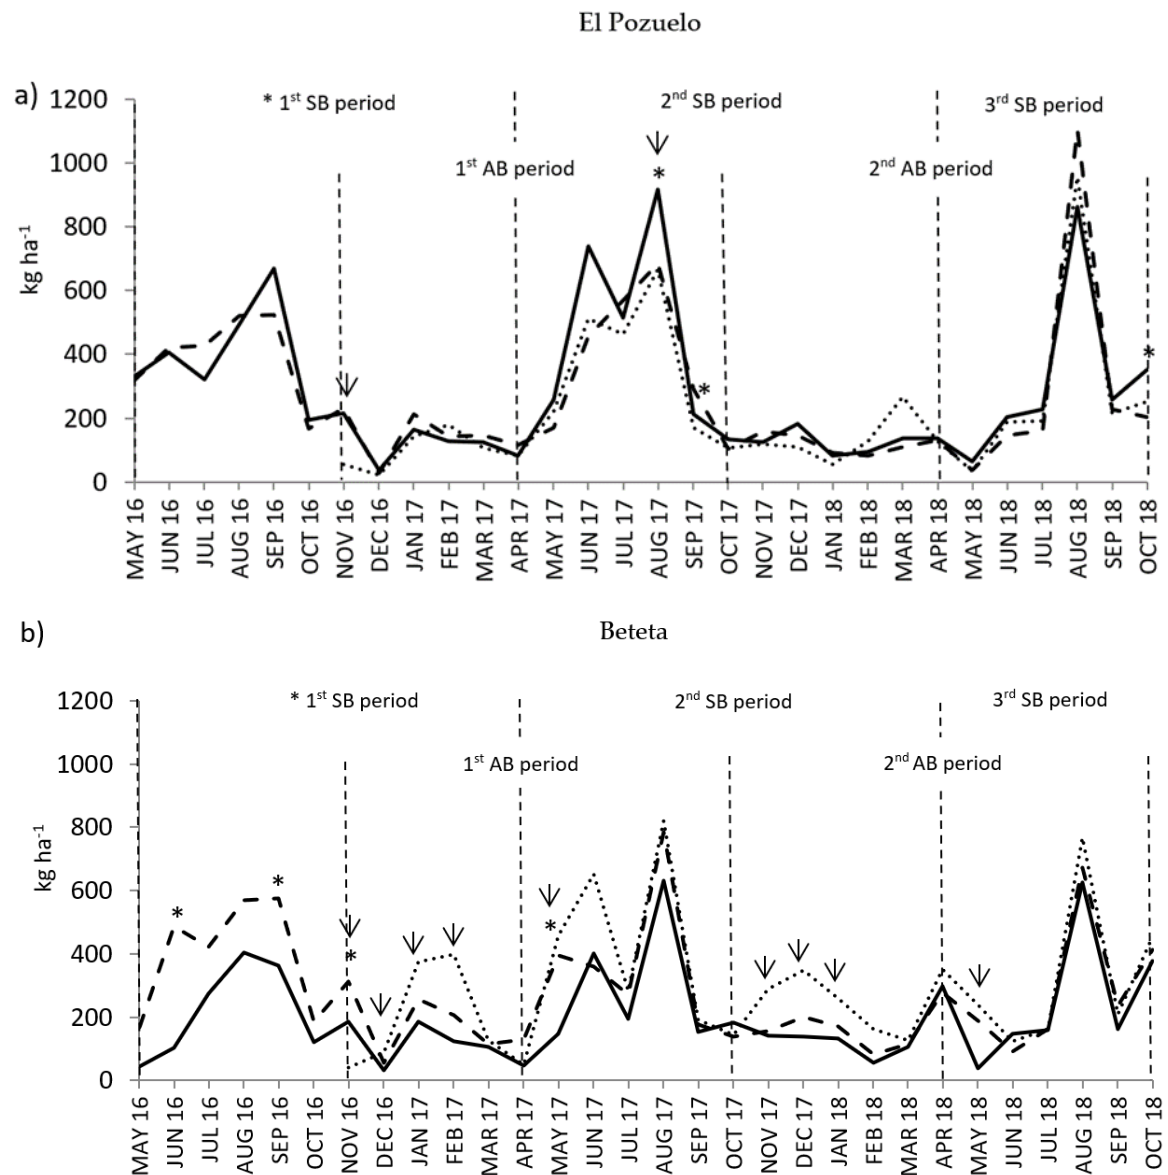 El Pozuelo
a)
* 1st SB period
2nd SB period
3rd SB period
1st AB period
2nd AB period
*
*
*
kg ha-1
1200
1000
800
600
400
200
0
MAY 16
JUN 16
JUL 16
AUG 16
SEP 16
OCT 16
NOV 16
DEC 16
JAN 17
FEB 17
MAR 17
APR 17
MAY 17
JUN 17
JUL 17
AUG 17
SEP 17
OCT 17
NOV 17
DEC 17
JAN 18
FEB 18
MAR 18
APR 18
MAY 18
JUN 18
JUL 18
AUG 18
SEP 18
OCT 18
b)
Beteta
* 1st SB period
2nd SB period
3rd SB period
1st AB period
2nd AB period
*
*
*
*
kg ha-1
1200
1000
800
600
400
200
0
MAY 16
JUN 16
JUL 16
AUG 16
SEP 16
OCT 16
NOV 16
DEC 16
JAN 17
FEB 17
MAR 17
APR 17
MAY 17
JUN 17
JUL 17
AUG 17
SEP 17
OCT 17
NOV 17
DEC 17
JAN 18
FEB 18
MAR 18
APR 18
MAY 18
JUN 18
JUL 18
AUG 18
SEP 18
OCT 18